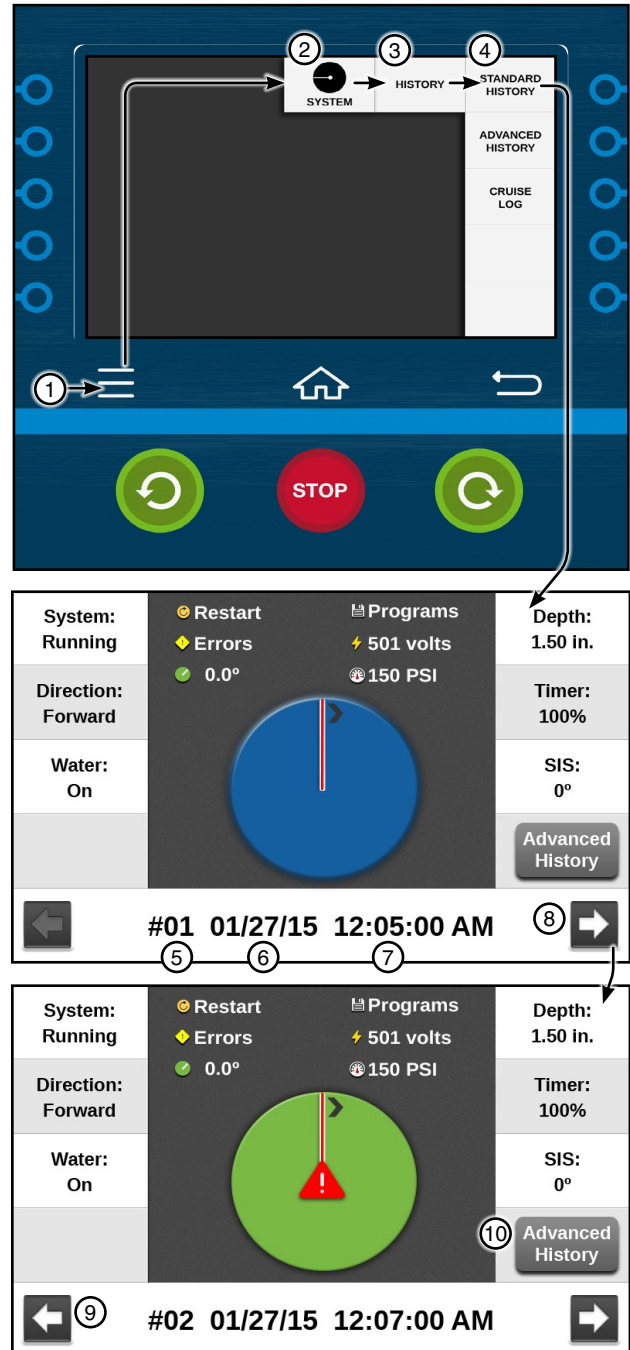 2
3
4
SYSTEM
HISTORY
STANDARD
HISTORY
ADVANCED
HISTORY
CRUISE
LOG
1
STOP
System:
Running
Restart
Programs
Depth:
1.50 in.
Errors
501 volts
0.0º
150 PSI
Direction:
Forward
Timer:
100%
Water:
On
SIS:
0º
Advanced
History
#01 01/27/15 12:05:00 AM
8
5
6
7
System:
Running
Restart
Programs
Depth:
1.50 in.
Errors
501 volts
0.0º
150 PSI
Direction:
Forward
Timer:
100%
Water:
On
!
SIS:
0º
10
Advanced
History
9
#02 01/27/15 12:07:00 AM